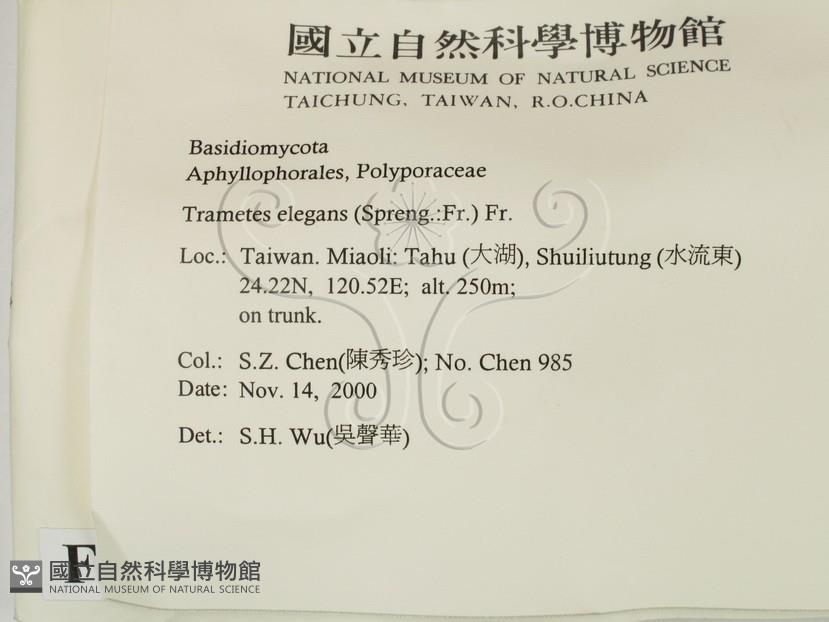 國立自然科學博物館
NATIONAL MUSEUM OF NATURAL SCIENCE
TAICHUNG, TAIWAN, R.O.CHINA
Basidiomycota
Aphyllophorales, Polyporaceae
Trametes elegans (Spreng.:Fr.) Fr.
Loc.: Taiwan. Miaoli: Tahu (大湖), Shuiliutung (水流東)
24.22N, 120.52E; alt. 250m;
on trunk.
Col.: S.Z. Chen(陳秀珍); No. Chen 985
Date: Nov. 14, 2000
Det.: S.H. Wu(吳聲華)
F
國立自然科學博物館
NATIONAL MUSEUM OF NATURAL SCIENCE